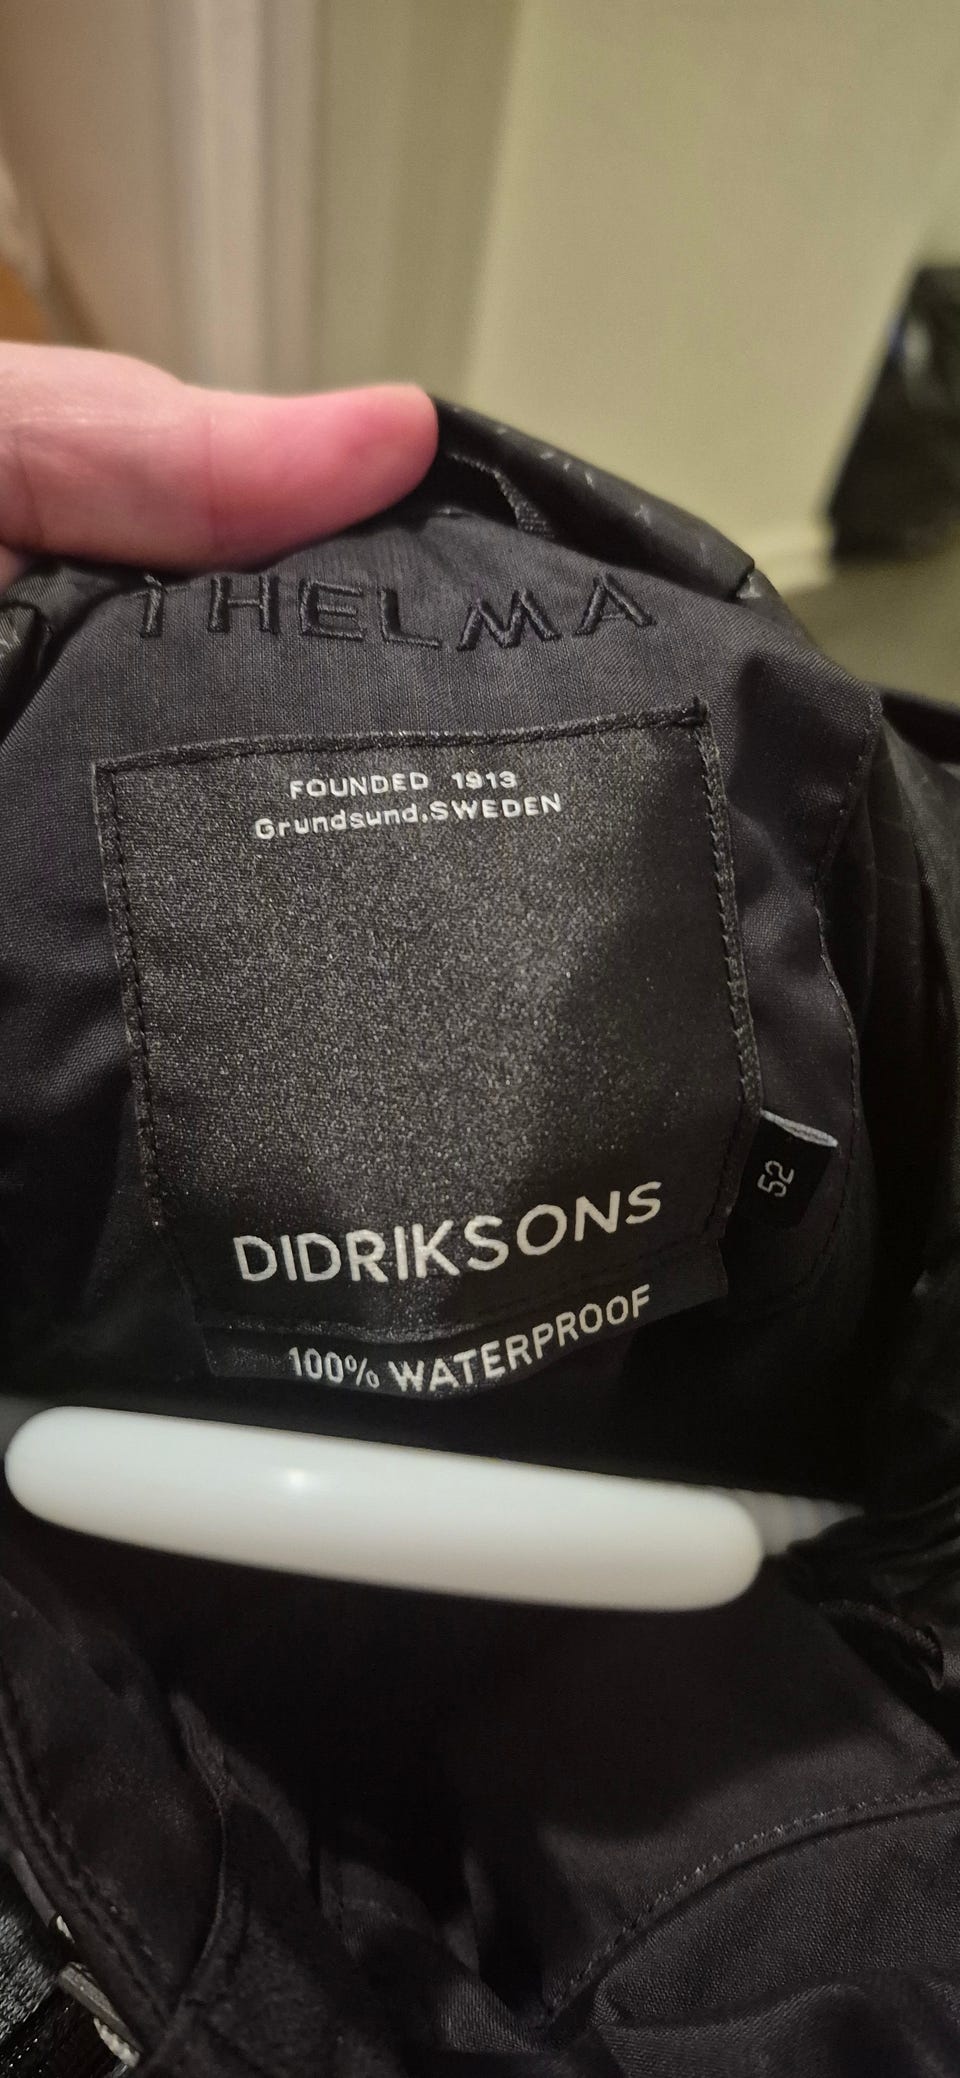 THELMA
FOUNDED 1913
Grundsund.SWEDEN
52
DIDRIKSONS
100% WATERPROOF